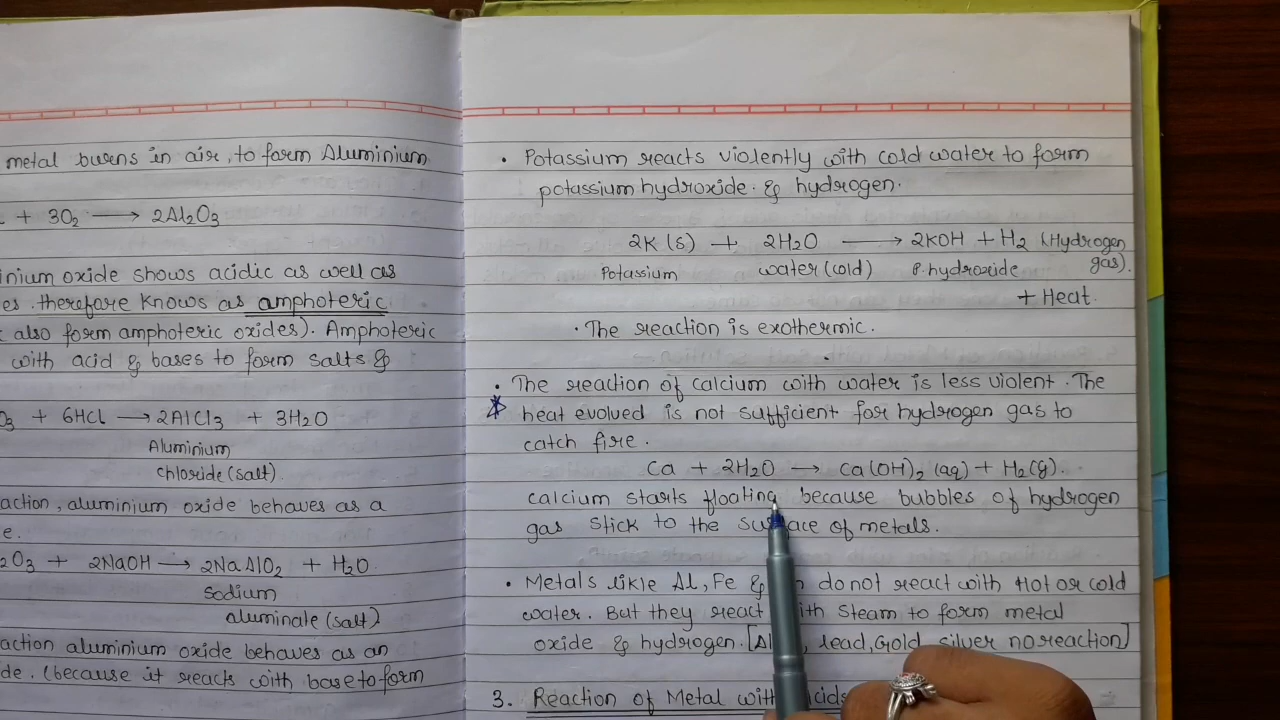 metal burns in air, to form Aluminium
+ 3O₂ ⟶ 2Al₂O₃
inium oxide shows acidic as well as
es. therefore knows as amphoteric
also form amphoteric oxides). Amphoteric
with acid & bases to form salts &
O₃ + 6HCl ⟶ 2AlCl₃ + 3H₂O
Aluminium
chloride (salt).
action, aluminium oxide behaves as a
e.
₂O₃ + 2NaOH ⟶ 2NaAlO₂ + H₂O
sodium
aluminate (salt)
action aluminium oxide behaves as an
de. (because it reacts with base to form
• Potassium reacts violently with cold water to form
potassium hydroxide & hydrogen.
2K (s) + 2H₂O ⟶ 2KOH + H₂ (Hydrogen
Potassium water (cold) P. hydroxide gas).
+ Heat.
• The reaction is exothermic.
• The reaction of calcium with water is less violent. The
heat evolved is not sufficient for hydrogen gas to
catch fire.
Ca + 2H₂O → Ca(OH)₂ (aq) + H₂(g).
calcium starts floating because bubbles of hydrogen
gas stick to the surface of metals.
• Metals likle Al, Fe & do not react with Hot or cold
water. But they react with steam to form metal
oxide & hydrogen. [ lead, Gold, silver no reaction]
3. Reaction of Metal with acids